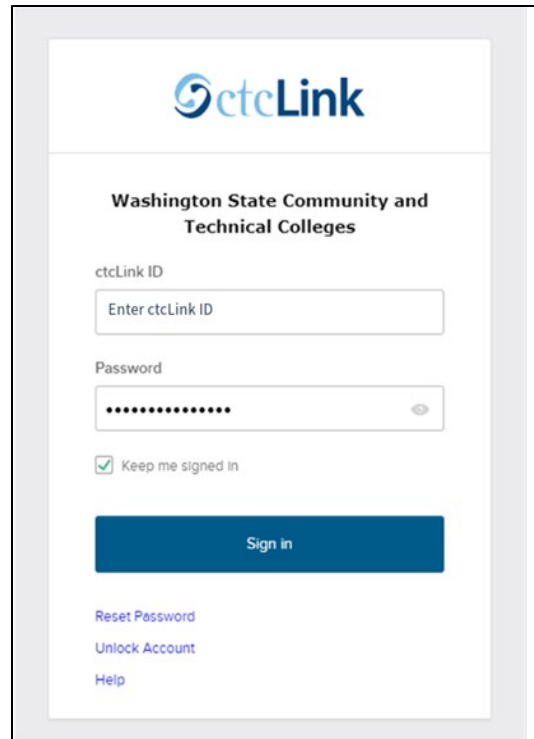 ctcLink
Washington State Community and
Technical Colleges
ctcLink ID
Enter ctcLink ID
Password
•••••••••••••••
Keep me signed in
Sign in
Reset Password
Unlock Account
Help